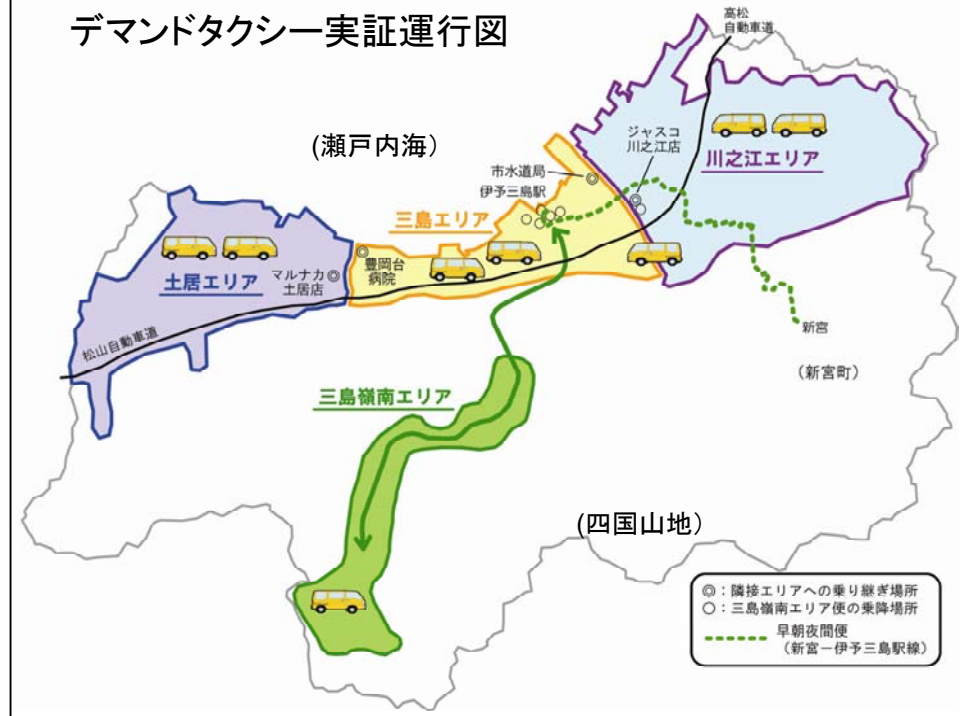 デマンドタクシー実証運行図
高松
自動車道
(瀬戸内海)
ジャスコ
川之江店
川之江エリア
市水道局
伊予三島駅
三島エリア
豊岡台
病院
土居エリア
マルナカ
土居店
松山自動車道
新宮
(新宮町)
三島嶺南エリア
(四国山地)
◎:隣接エリアへの乗り継ぎ場所
○:三島嶺南エリア便の乗降場所
早朝夜間便
(新宮ー伊予三島駅線)